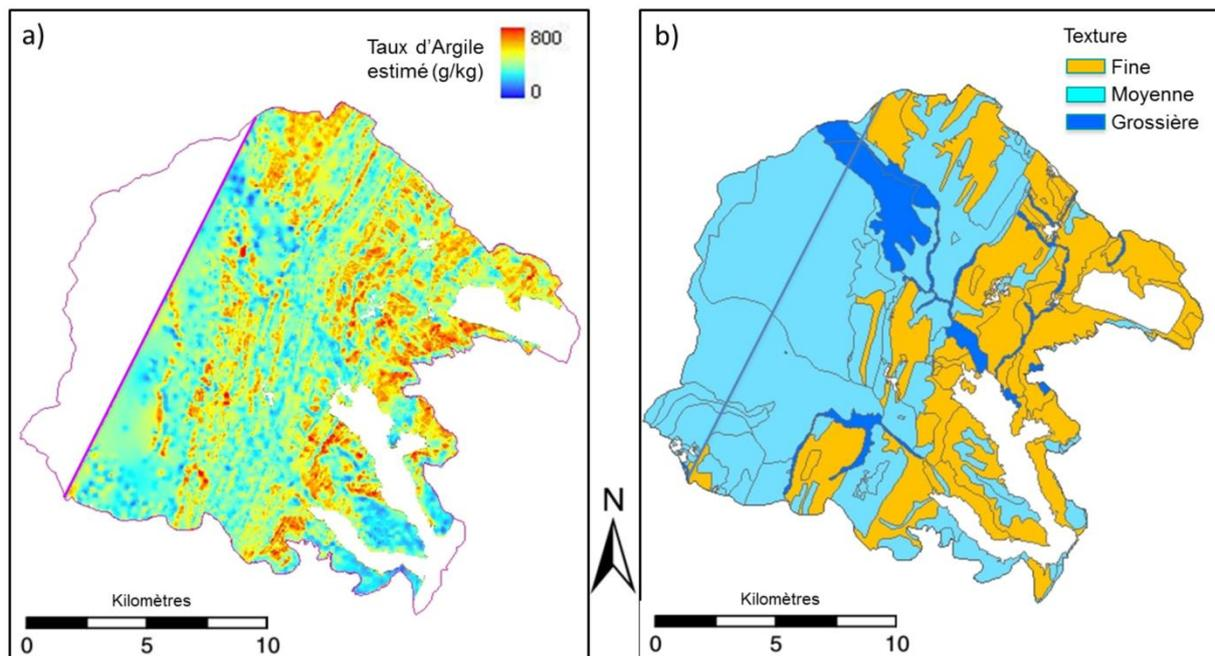 a)
Taux d'Argile
estimé (g/kg)
800
0
Kilomètres
0 5 10
N
b)
Texture
Fine
Moyenne
Grossière
Kilomètres
0 5 10